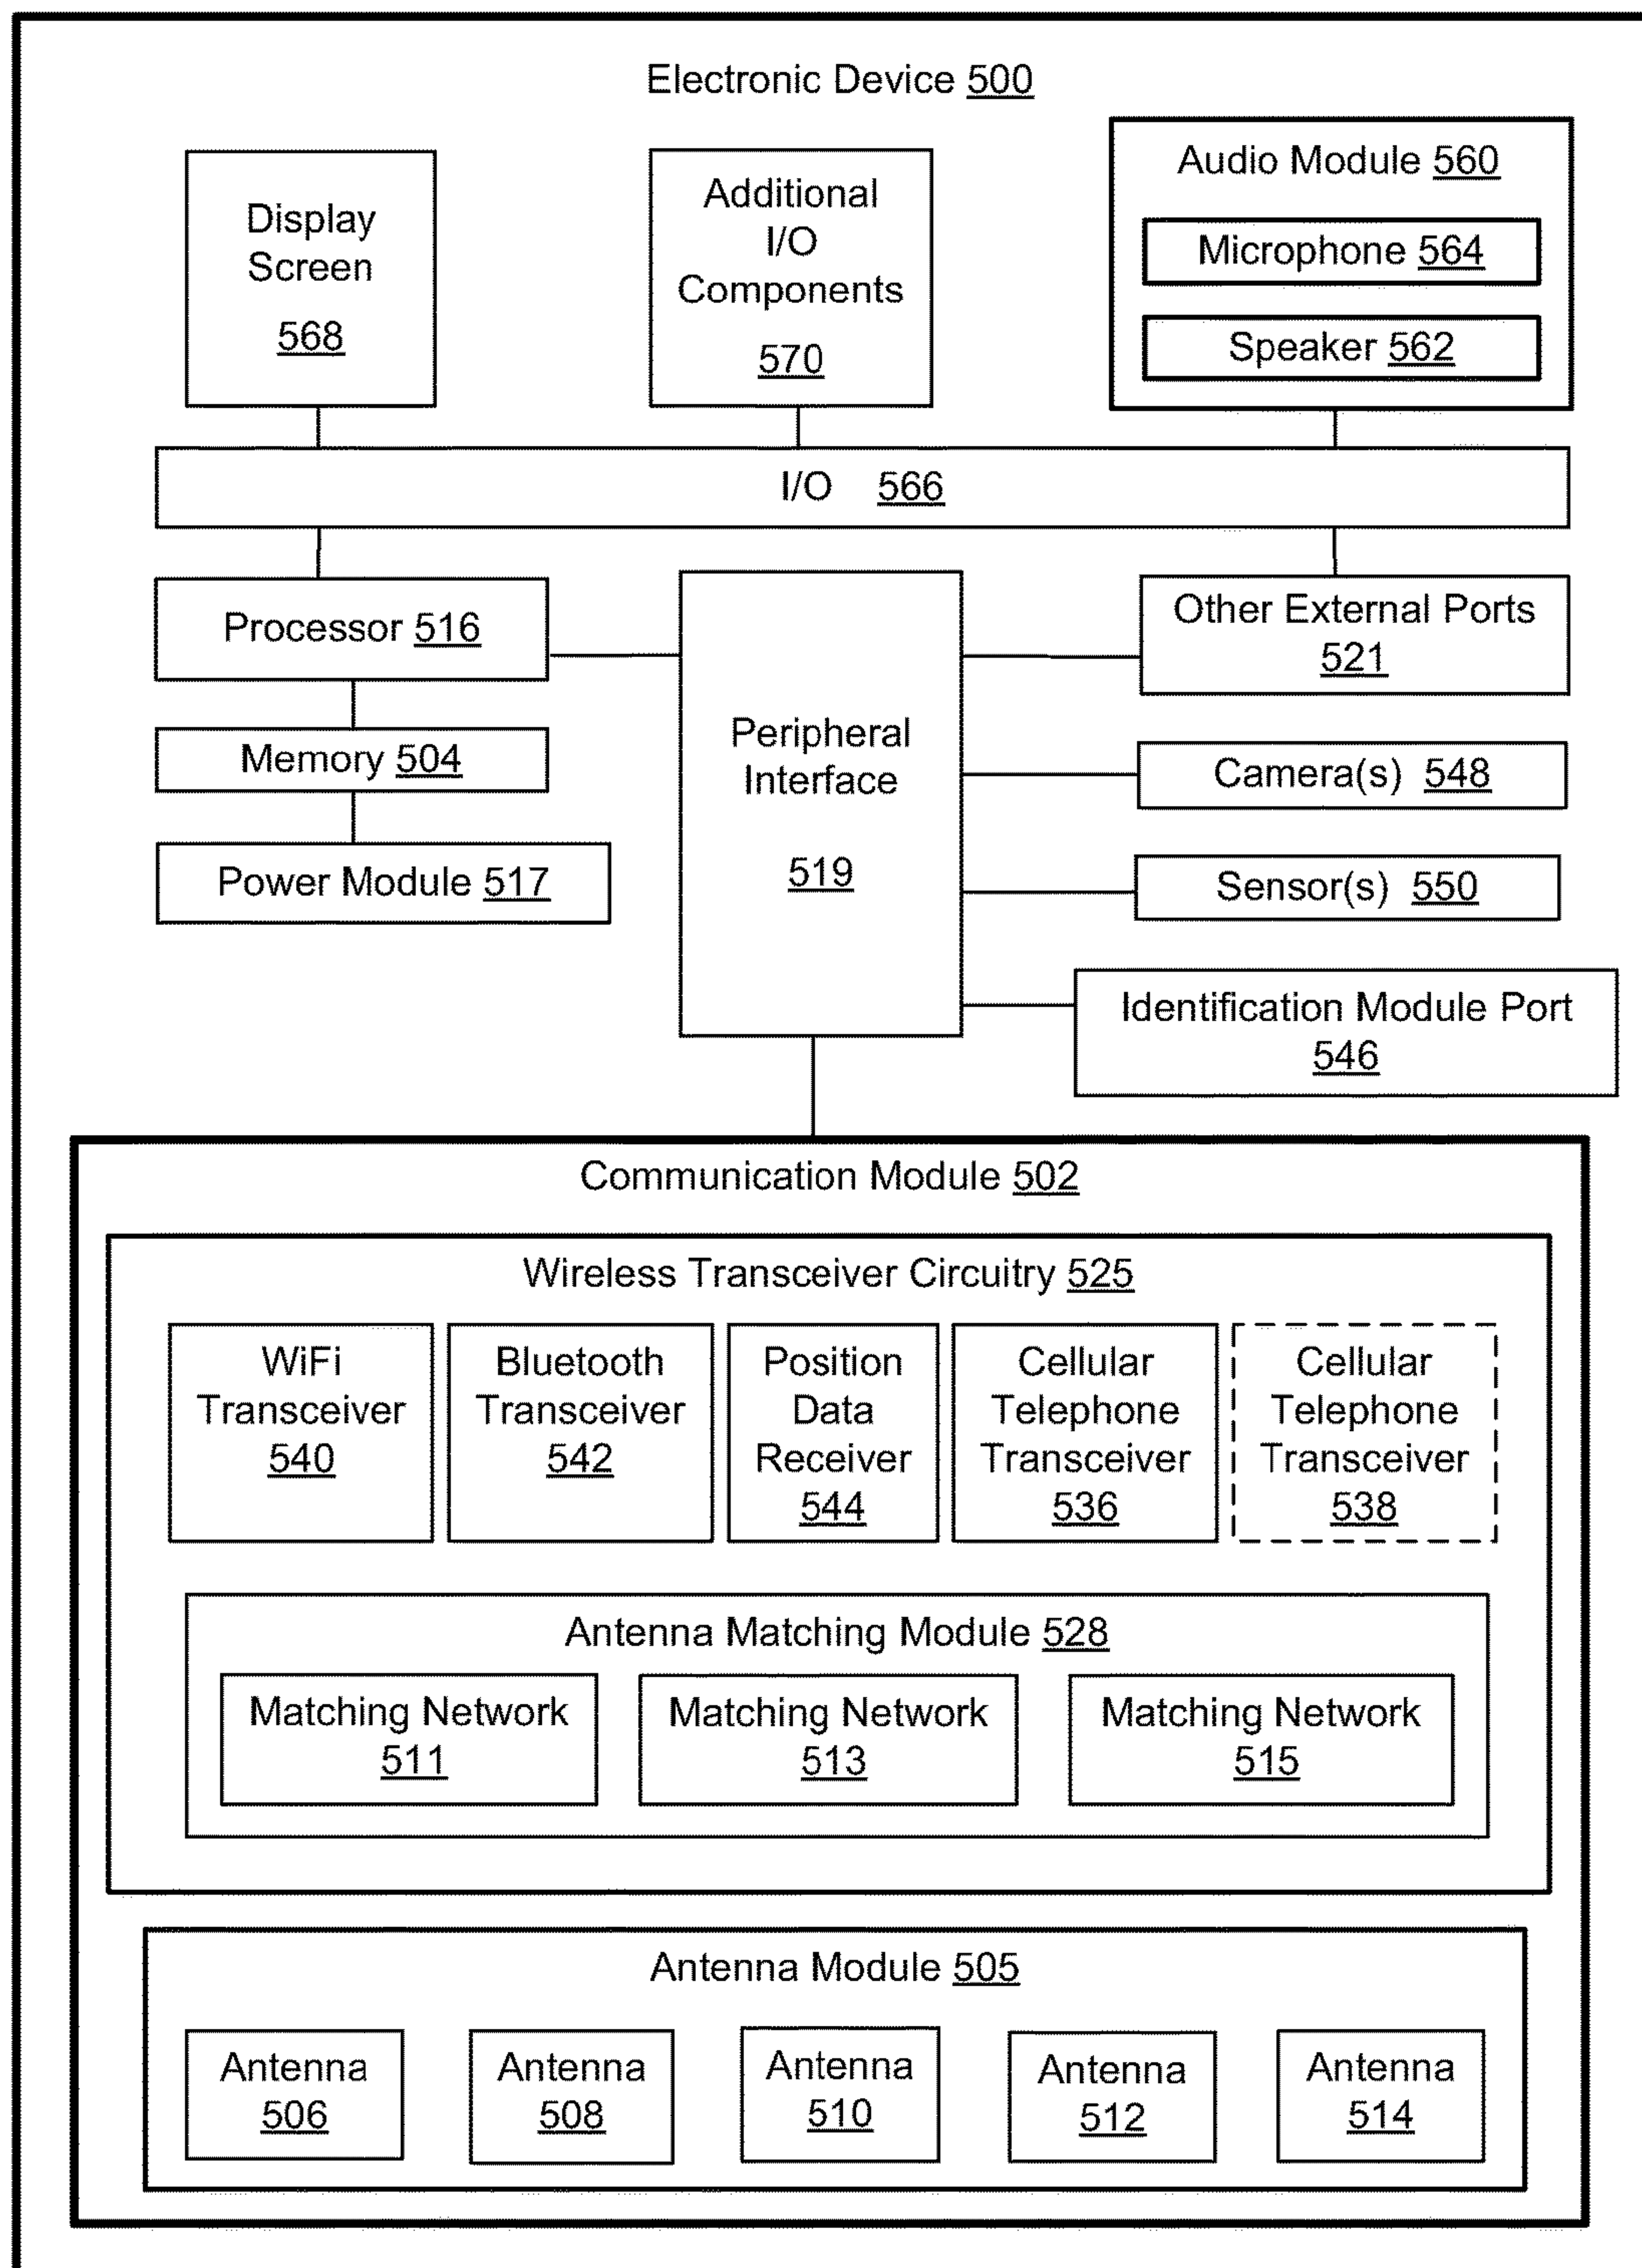 Electronic Device 500
Display
Screen
568
Additional
I/O
Components
570
Audio Module 560
Microphone 564
Speaker 562
I/O 566
Processor 516
Memory 504
Power Module 517
Peripheral
Interface
519
Other External Ports
521
Camera(s) 548
Sensor(s) 550
Identification Module Port
546
Communication Module 502
Wireless Transceiver Circuitry 525
WiFi
Transceiver
540
Bluetooth
Transceiver
542
Position
Data
Receiver
544
Cellular
Telephone
Transceiver
536
Cellular
Telephone
Transceiver
538
Antenna Matching Module 528
Matching Network
511
Matching Network
513
Matching Network
515
Antenna Module 505
Antenna
506
Antenna
508
Antenna
510
Antenna
512
Antenna
514